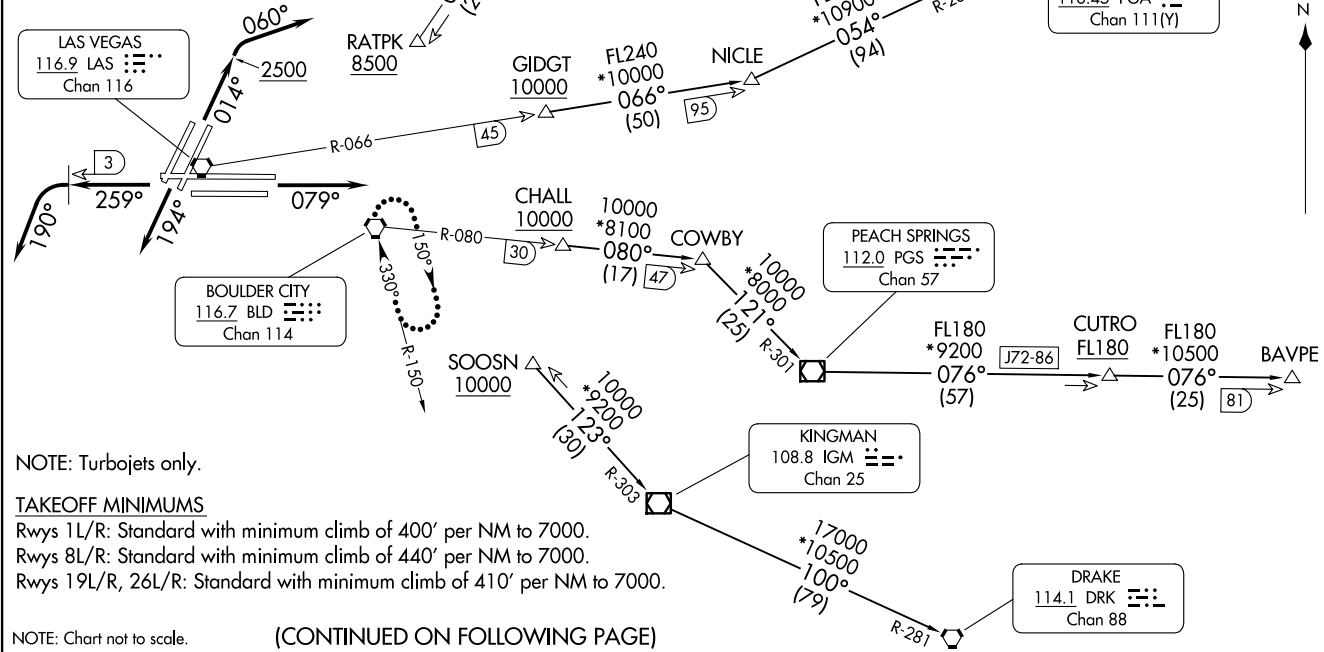 060°
LAS VEGAS
116.9 LAS
Chan 116
2500
014°
RATPK
8500
GIDGT
10000
FL240
*10000
066°
(50)
95
NICLE
*10900
054°
(94)
Chan 111(Y)
N
R-066
45
3
259°
190°
194°
079°
CHALL
10000
R-080
30
10000
*8100
080°
(17)
47
COWBY
150°
330°
R-150
BOULDER CITY
116.7 BLD
Chan 114
10000
*8000
121°
(25)
R-301
PEACH SPRINGS
112.0 PGS
Chan 57
FL180
*9200
076°
(57)
J72-86
CUTRO
FL180
FL180
*10500
076°
(25)
81
BAVPE
SOOSN
10000
10000
*9200
123°
(30)
R-303
KINGMAN
108.8 IGM
Chan 25
17000
*10500
100°
(79)
R-281
DRAKE
114.1 DRK
Chan 88
NOTE: Turbojets only.
TAKEOFF MINIMUMS
Rwys 1L/R: Standard with minimum climb of 400' per NM to 7000.
Rwys 8L/R: Standard with minimum climb of 440' per NM to 7000.
Rwys 19L/R, 26L/R: Standard with minimum climb of 410' per NM to 7000.
NOTE: Chart not to scale.
(CONTINUED ON FOLLOWING PAGE)